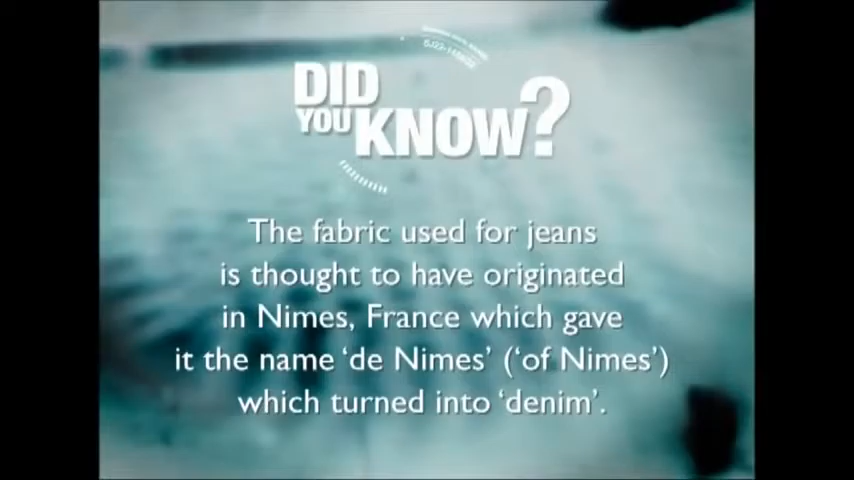 DID
YOU KNOW?
The fabric used for jeans
is thought to have originated
in Nimes, France which gave
it the name ‘de Nimes’ (‘of Nimes’)
which turned into ‘denim’.